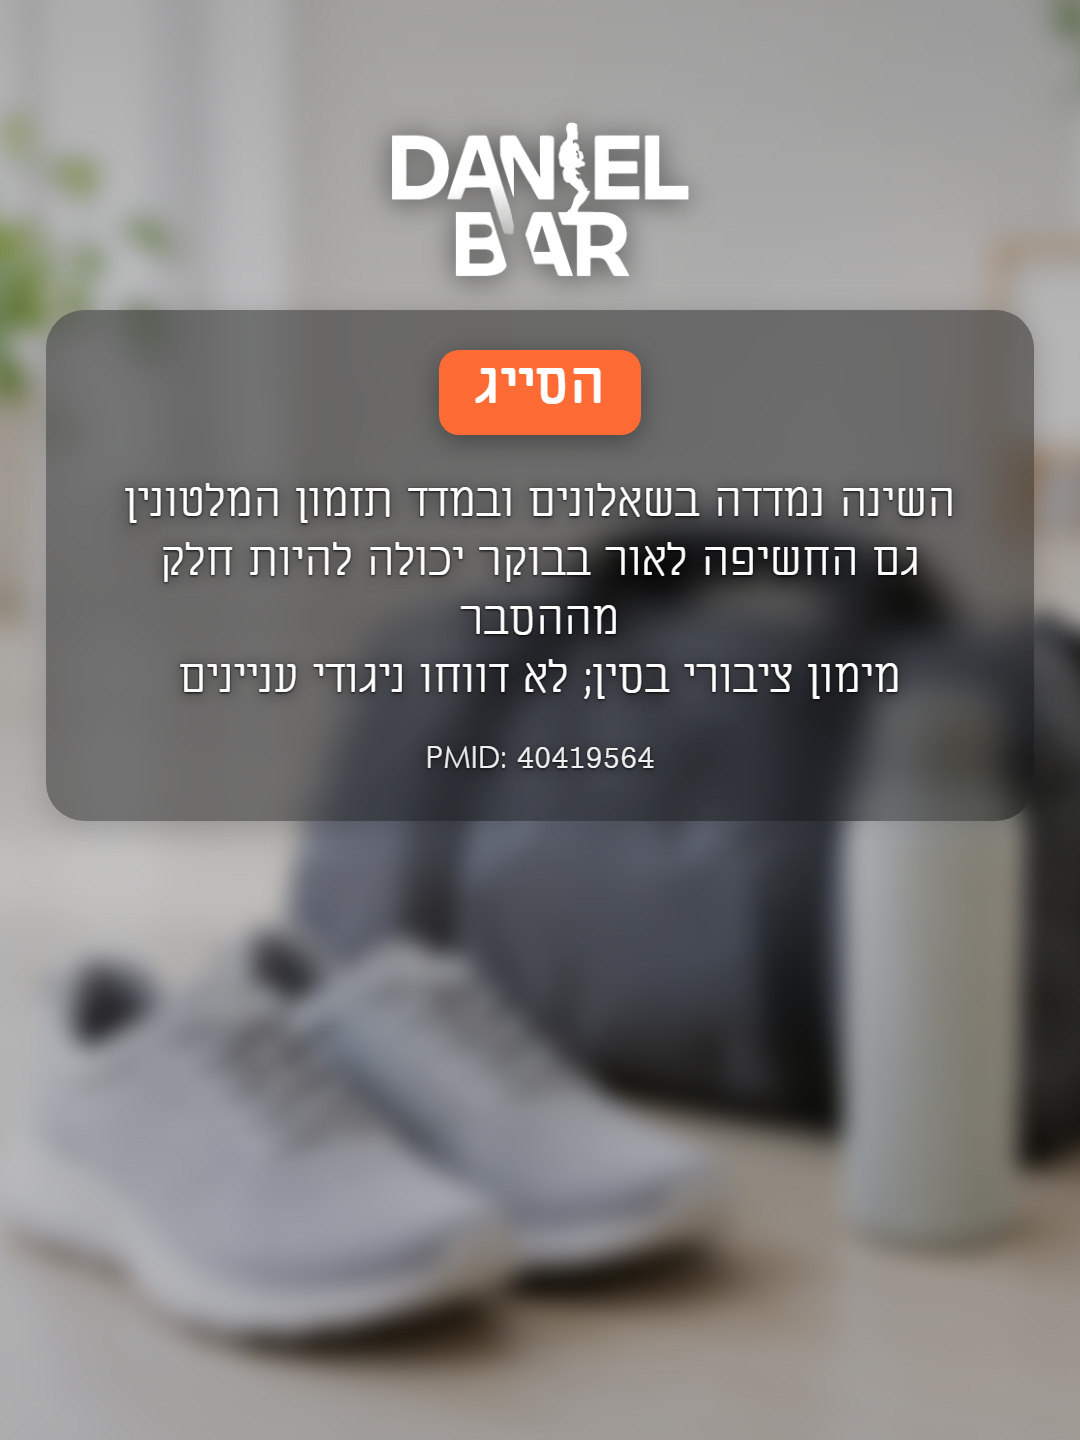 DANIEL
BAR
הסייג
השינה נמדדה בשאלונים ובמדד תזמון המלטונין
גם החשיפה לאור בבוקר יכולה להיות חלק
מההסבר
מימון ציבורי בסין; לא דווחו ניגודי עניינים
PMID: 40419564